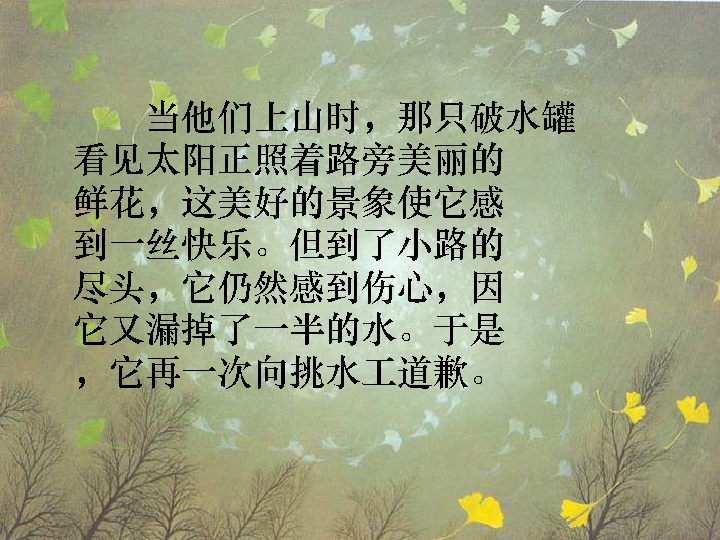 当他们上山时，那只破水罐
看见太阳正照着路旁美丽的
鲜花，这美好的景象使它感
到一丝快乐。但到了小路的
尽头，它仍然感到伤心，因
它又漏掉了一半的水。于是
，它再一次向挑水工道歉。